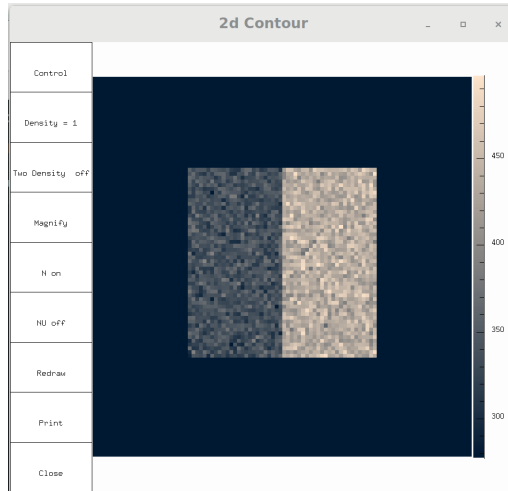 2d Contour
Control
Density = 1
Two Density off
Magnify
N on
NU off
Redraw
Print
Close
450
400
350
300